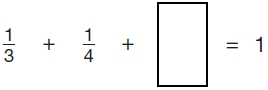 1/3 + 1/4 + = 1